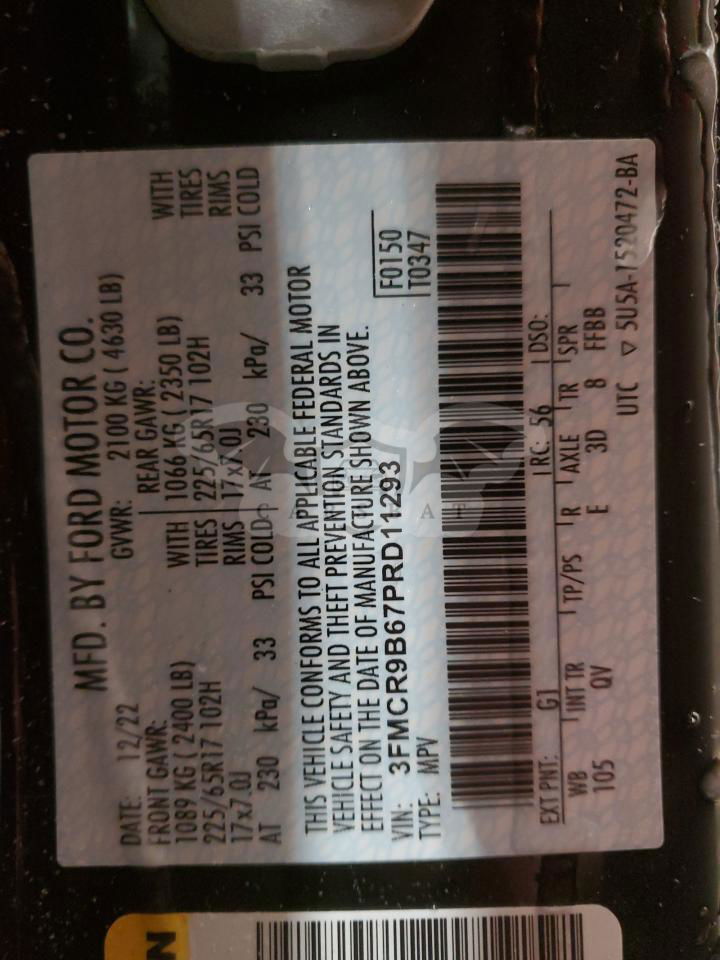 MFD. BY FORD MOTOR CO.
DATE: 12/22 GVWR: 2100 KG ( 4630 LB)
FRONT GAWR: REAR GAWR:
1089 KG ( 2400 LB) WITH 1066 KG ( 2350 LB) WITH
225/65R17 102H TIRES 225/65R17 102H TIRES
17x7.0J RIMS 17x7.0J RIMS
AT 230 kPa/ 33 PSI COLD AT 230 kPa/ 33 PSI COLD
THIS VEHICLE CONFORMS TO ALL APPLICABLE FEDERAL MOTOR
VEHICLE SAFETY AND THEFT PREVENTION STANDARDS IN
EFFECT ON THE DATE OF MANUFACTURE SHOWN ABOVE.
VIN: 3FMCR9B67PRD11293 F0150
TYPE: MPV T0347
EXT PNT: G1 RC: 56 DSO:
WB INT TR TP/PS R AXLE TR SPR
105 QV E 3D 8 FFBB
UTC ▽ 5U5A-1520472-BA
N